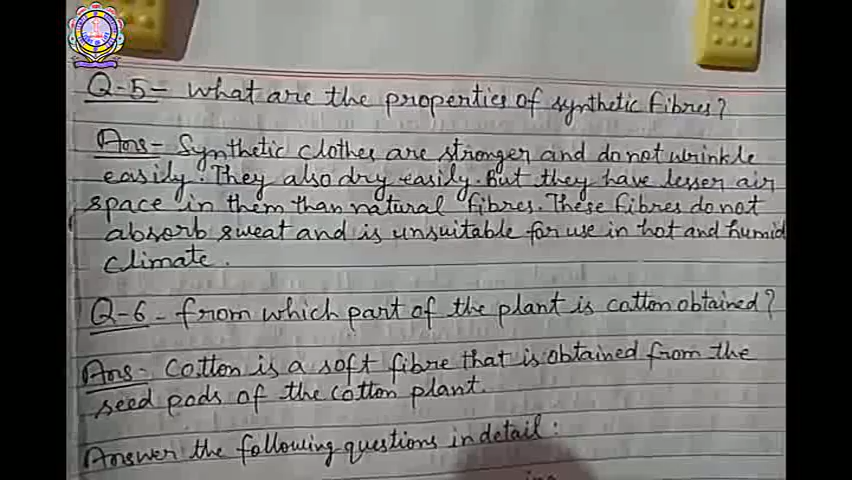 Q-5- What are the properties of synthetic fibres?
Ans- Synthetic clothes are stronger and do not wrinkle
easily. They also dry easily. But they have lesser air
space in them than natural fibres. These fibres do not
absorb sweat and is unsuitable for use in hot and humid
climate.
Q-6- From which part of the plant is cotton obtained?
Ans- Cotton is a soft fibre that is obtained from the
seed pods of the cotton plant.
Answer the following questions in detail: